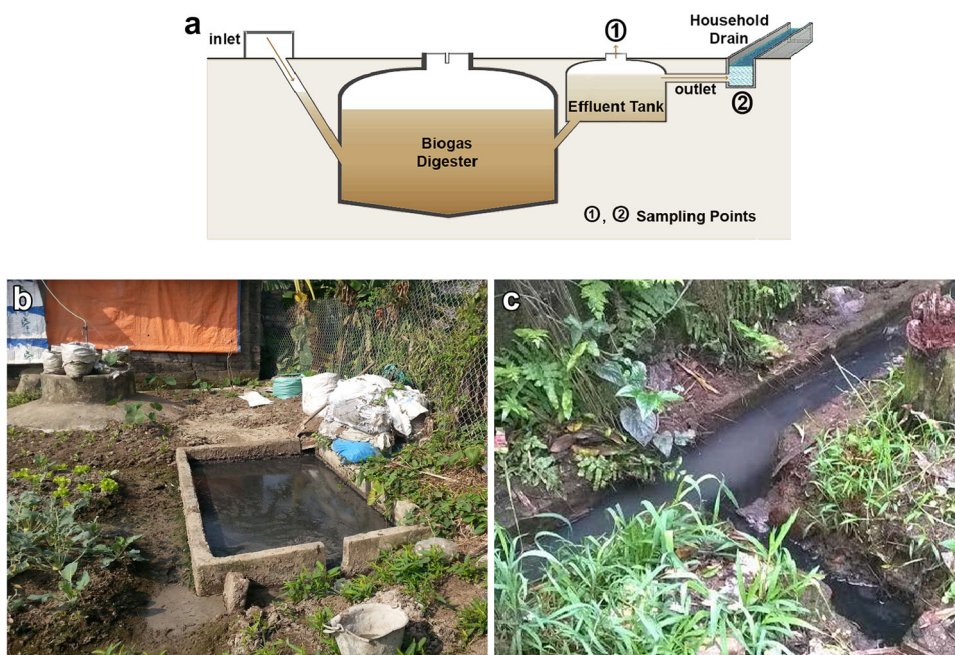 a
inlet
①
Household
Drain
Biogas
Digester
Effluent Tank
outlet
②
①, ② Sampling Points
b
c